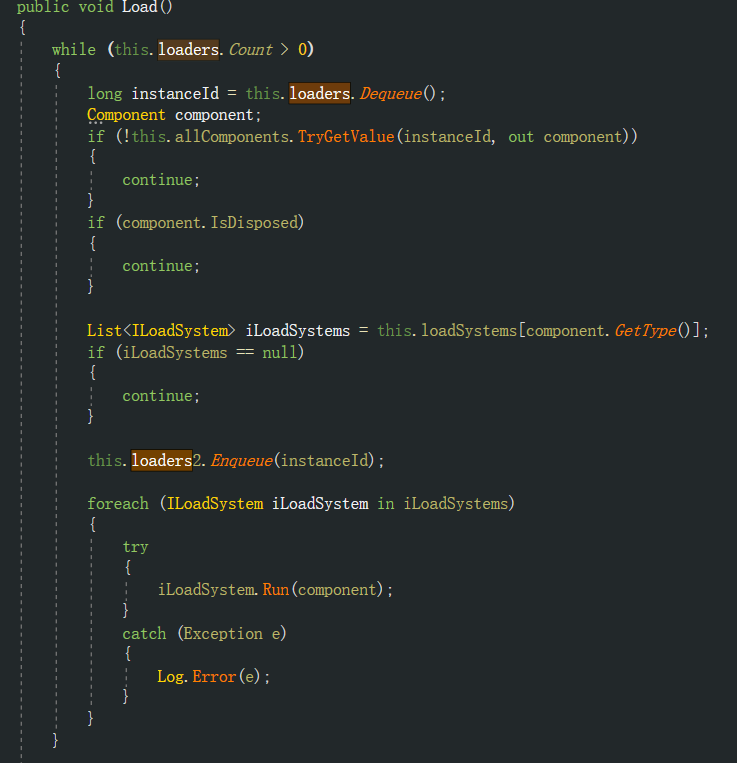 public void Load()
{
while (this.loaders.Count > 0)
{
long instanceId = this.loaders.Dequeue();
Component component;
if (!this.allComponents.TryGetValue(instanceId, out component))
{
continue;
}
if (component.IsDisposed)
{
continue;
}
List<ILoadSystem> iLoadSystems = this.loadSystems[component.GetType()];
if (iLoadSystems == null)
{
continue;
}
this.loaders2.Enqueue(instanceId);
foreach (ILoadSystem iLoadSystem in iLoadSystems)
{
try
{
iLoadSystem.Run(component);
}
catch (Exception e)
{
Log.Error(e);
}
}
}